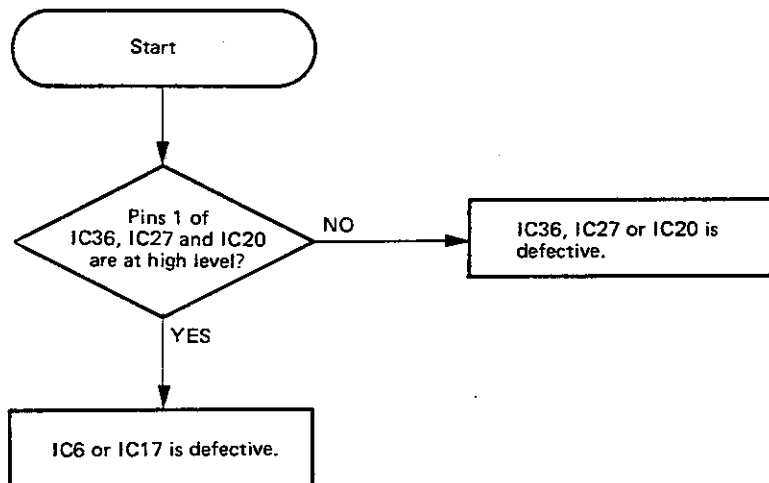 Start
Pins 1 of
IC36, IC27 and IC20
are at high level?
NO
IC36, IC27 or IC20 is
defective.
YES
IC6 or IC17 is defective.